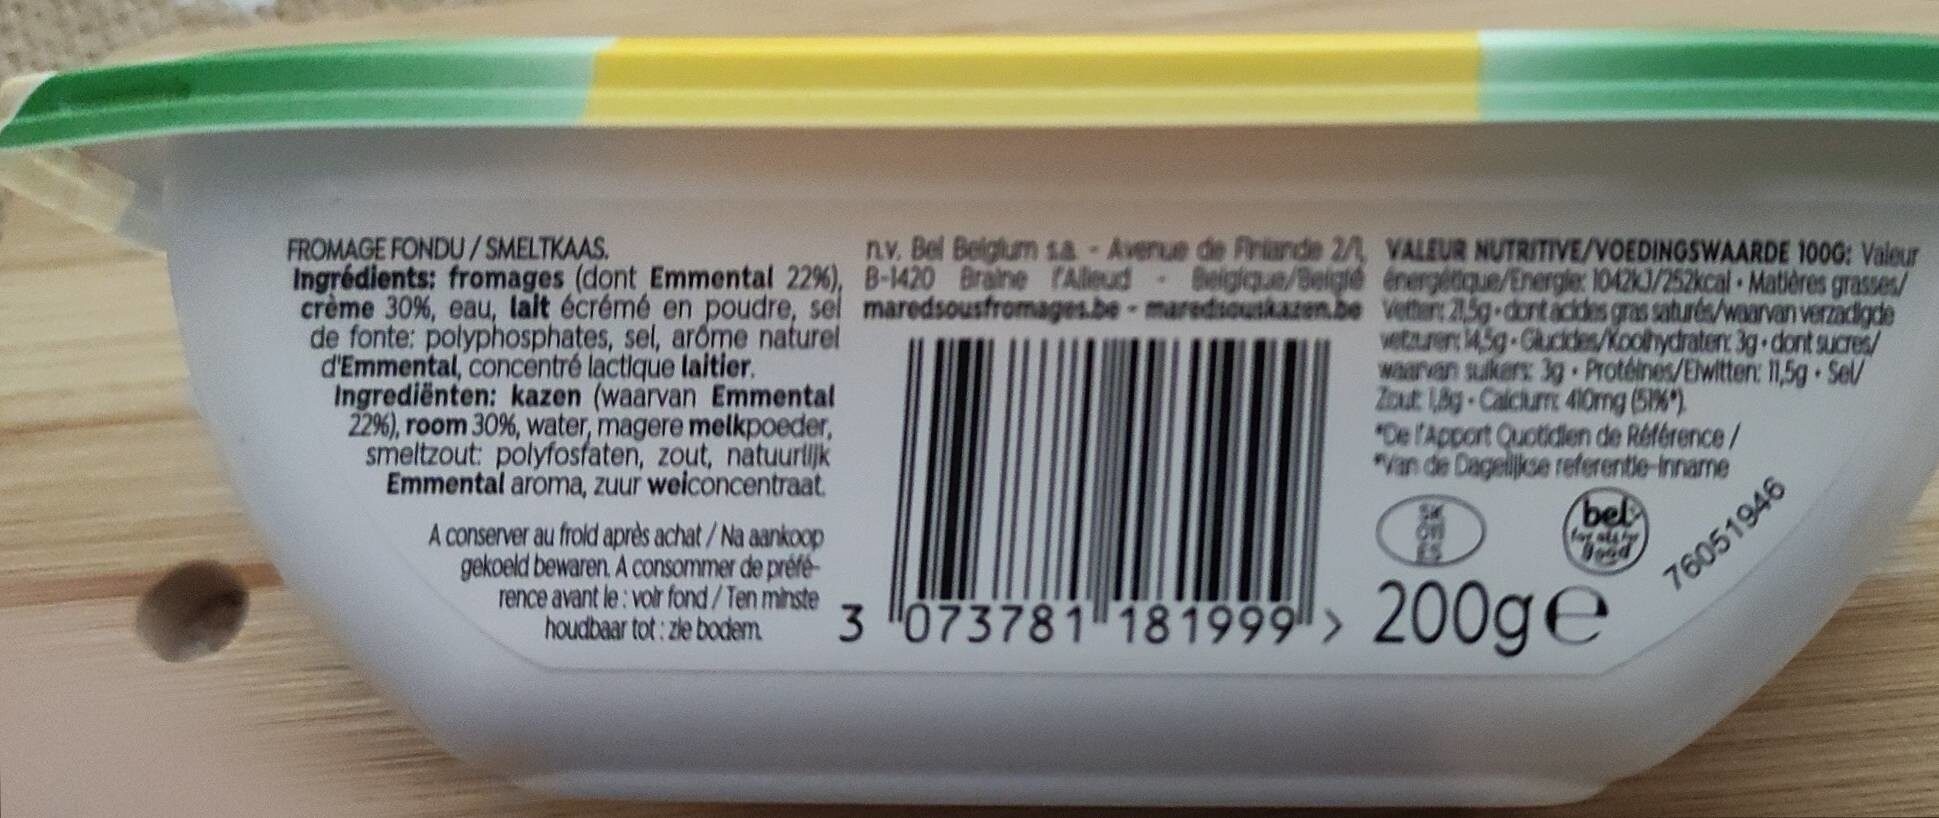 FROMAGE FONDU / SMELTKAAS.
Ingrédients: fromages (dont Emmental 22%),
crème 30%, eau, lait écrémé en poudre, sel
de fonte: polyphosphates, sel, arôme naturel
d'Emmental, concentré lactique laitier.
Ingrediënten: kazen (waarvan Emmental
22%), room 30%, water, magere melkpoeder,
smeltzout: polyfosfaten, zout, natuurlijk
Emmental aroma, zuur weiconcentraat.
A conserver au froid après achat / Na aankoop
gekoeld bewaren. A consommer de préfé-
rence avant le : voir fond / Ten minste
houdbaar tot : zie bodem.
n.v. Bel Belgium s.a. - Avenue de Finlande 2/1,
B-1420 Braine l'Alleud - Belgique/België
maredsousfromages.be - maredsouskazen.be
3 073781 181999 >
VALEUR NUTRITIVE/VOEDINGSWAARDE 100G: Valeur
énergétique/Energie: 1042kJ/252kcal • Matières grasses/
Vetten: 21,5g • dont acides gras saturés/waarvan verzadigde
vetzuren: 14,5g • Glucides/Koolhydraten: 3g • dont sucres/
waarvan suikers: 3g • Protéines/Eiwitten: 11,5g • Sel/
Zout: 1,8g • Calcium: 410mg (51%*).
*De l'Apport Quotidien de Référence /
*Van de Dagelijkse referentie-inname
SK
ES
bel
for all for
good
76051946
200g e